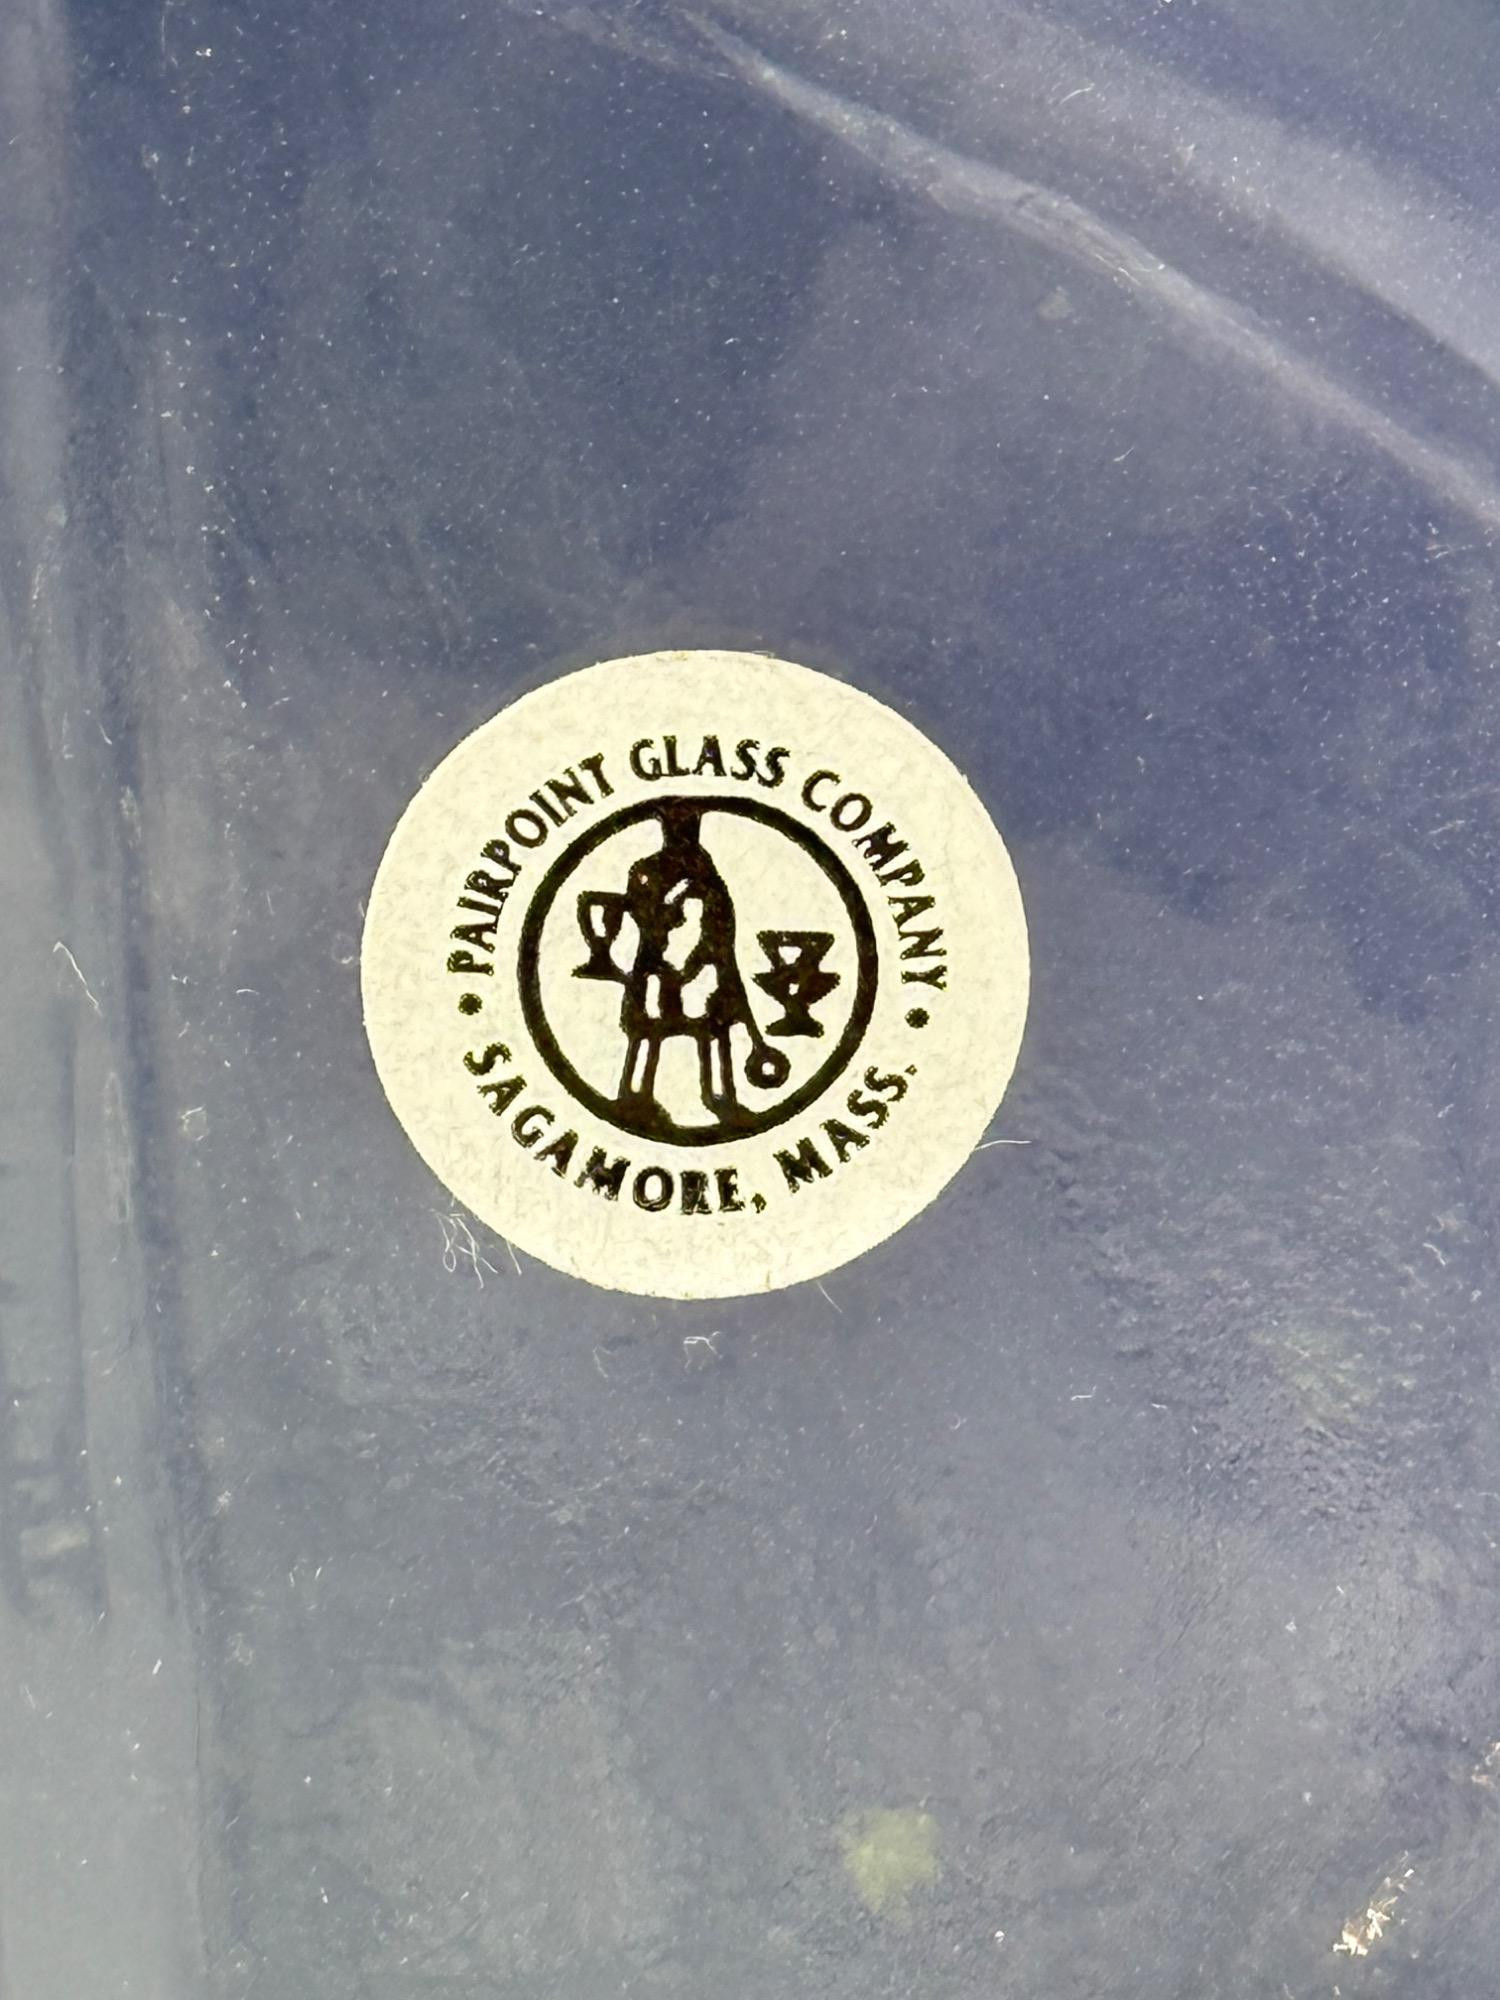 • PAIRPOINT GLASS COMPANY •
SAGAMORE, MASS.